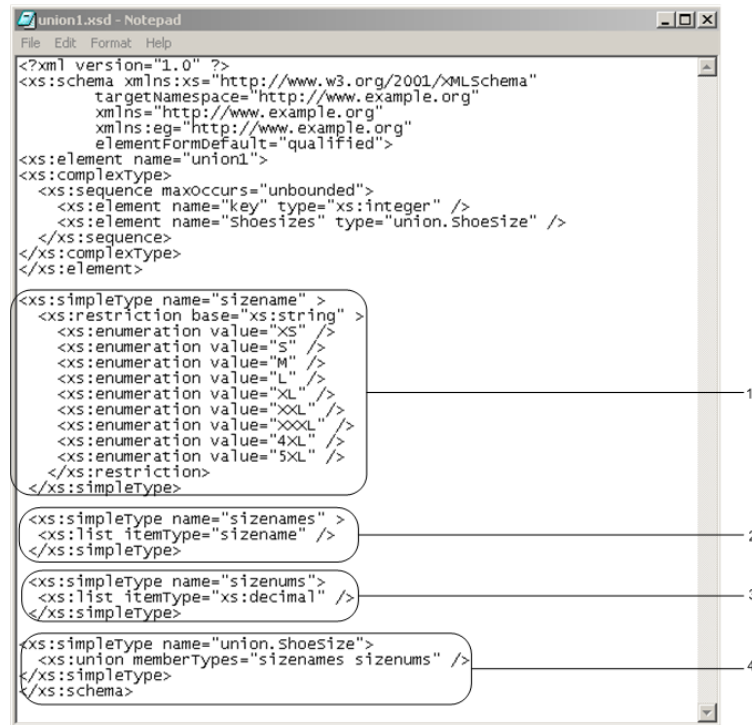 union1.xsd - Notepad
File Edit Format Help
<?xml version="1.0" ?>
<xs:schema xmlns:xs="http://www.w3.org/2001/XMLSchema"
targetNamespace="http://www.example.org"
xmlns="http://www.example.org"
xmlns:eg="http://www.example.org"
elementFormDefault="qualified">
<xs:element name="union1">
<xs:complexType>
<xs:sequence maxOccurs="unbounded">
<xs:element name="key" type="xs:integer" />
<xs:element name="Shoesizes" type="union.ShoeSize" />
</xs:sequence>
</xs:complexType>
</xs:element>
<xs:simpleType name="sizename" >
<xs:restriction base="xs:string" >
<xs:enumeration value="XS" />
<xs:enumeration value="S" />
<xs:enumeration value="M" />
<xs:enumeration value="L" />
<xs:enumeration value="XL" />
<xs:enumeration value="XXL" />
<xs:enumeration value="XXXL" />
<xs:enumeration value="4XL" />
<xs:enumeration value="5XL" />
</xs:restriction>
</xs:simpleType>
1
<xs:simpleType name="sizenames" >
<xs:list itemType="sizename" />
</xs:simpleType>
2
<xs:simpleType name="sizenums">
<xs:list itemType="xs:decimal" />
</xs:simpleType>
3
<xs:simpleType name="union.ShoeSize">
<xs:union memberTypes="sizenames sizenums" />
</xs:simpleType>
</xs:schema>
4